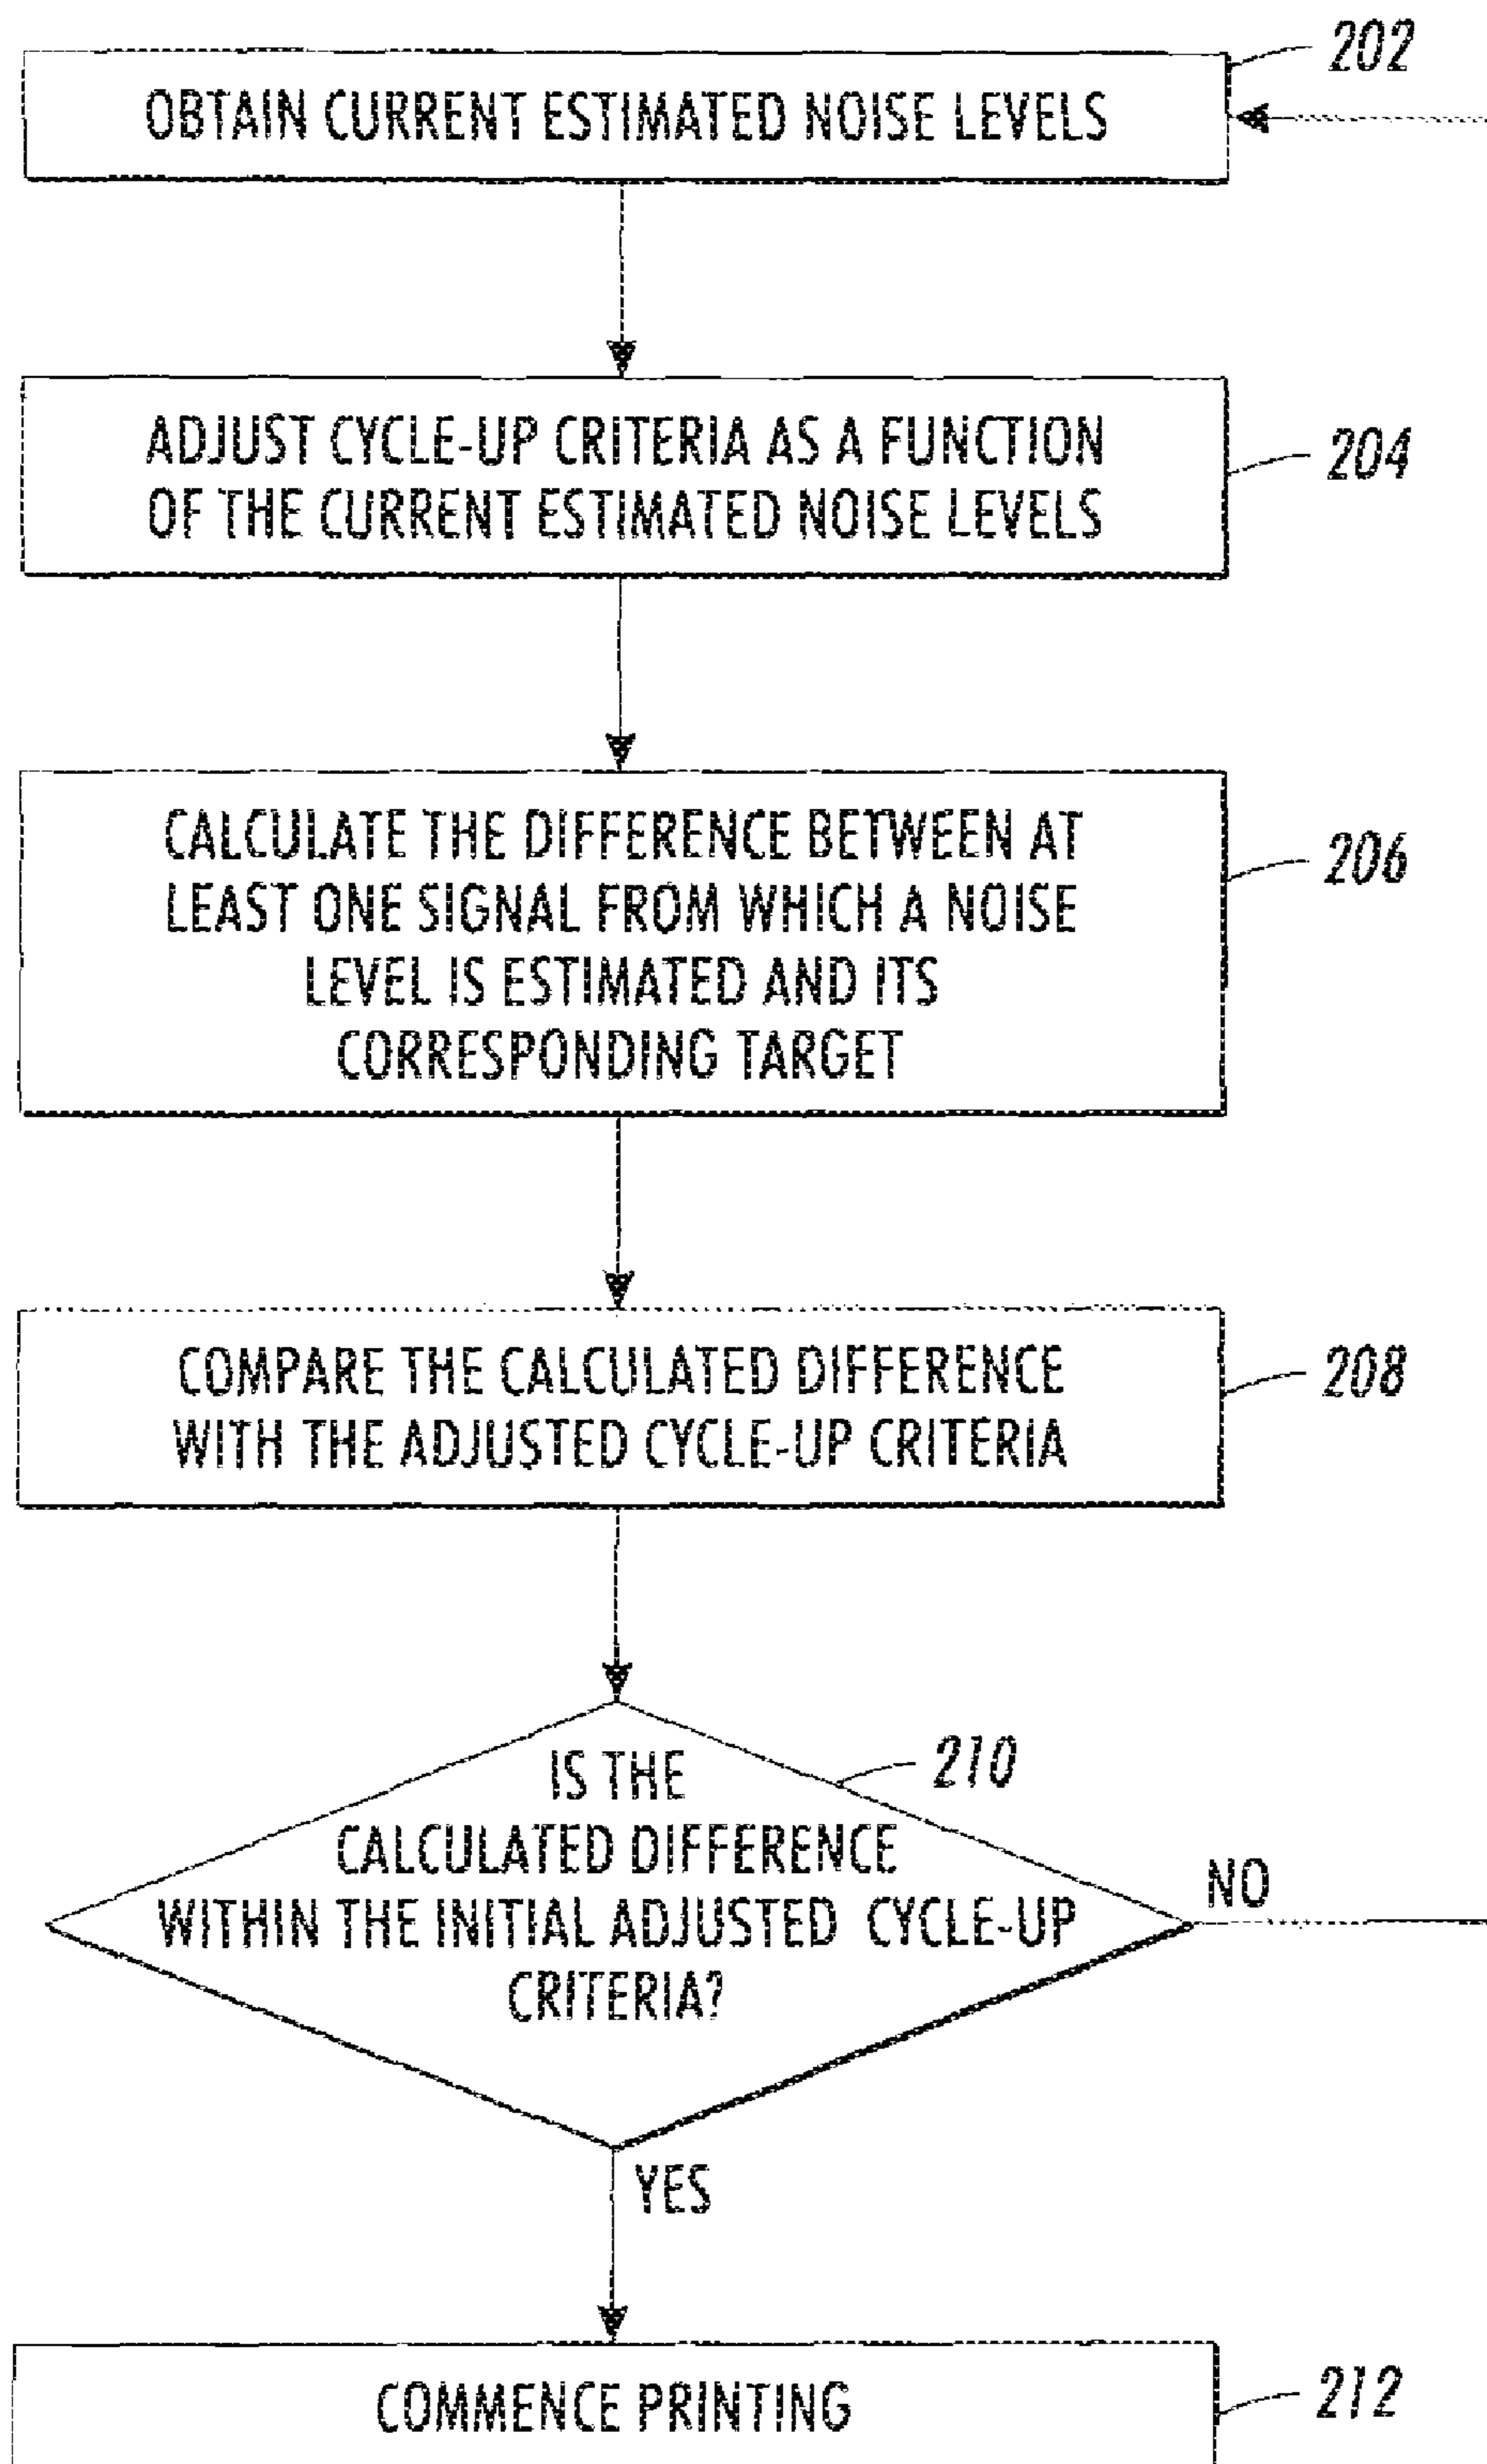 202
OBTAIN CURRENT ESTIMATED NOISE LEVELS
ADJUST CYCLE-UP CRITERIA AS A FUNCTION
OF THE CURRENT ESTIMATED NOISE LEVELS
204
CALCULATE THE DIFFERENCE BETWEEN AT
LEAST ONE SIGNAL FROM WHICH A NOISE
LEVEL IS ESTIMATED AND ITS
CORRESPONDING TARGET
206
COMPARE THE CALCULATED DIFFERENCE
WITH THE ADJUSTED CYCLE-UP CRITERIA
208
IS THE
CALCULATED DIFFERENCE
WITHIN THE INITIAL ADJUSTED CYCLE-UP
CRITERIA?
210
NO
YES
COMMENCE PRINTING
212